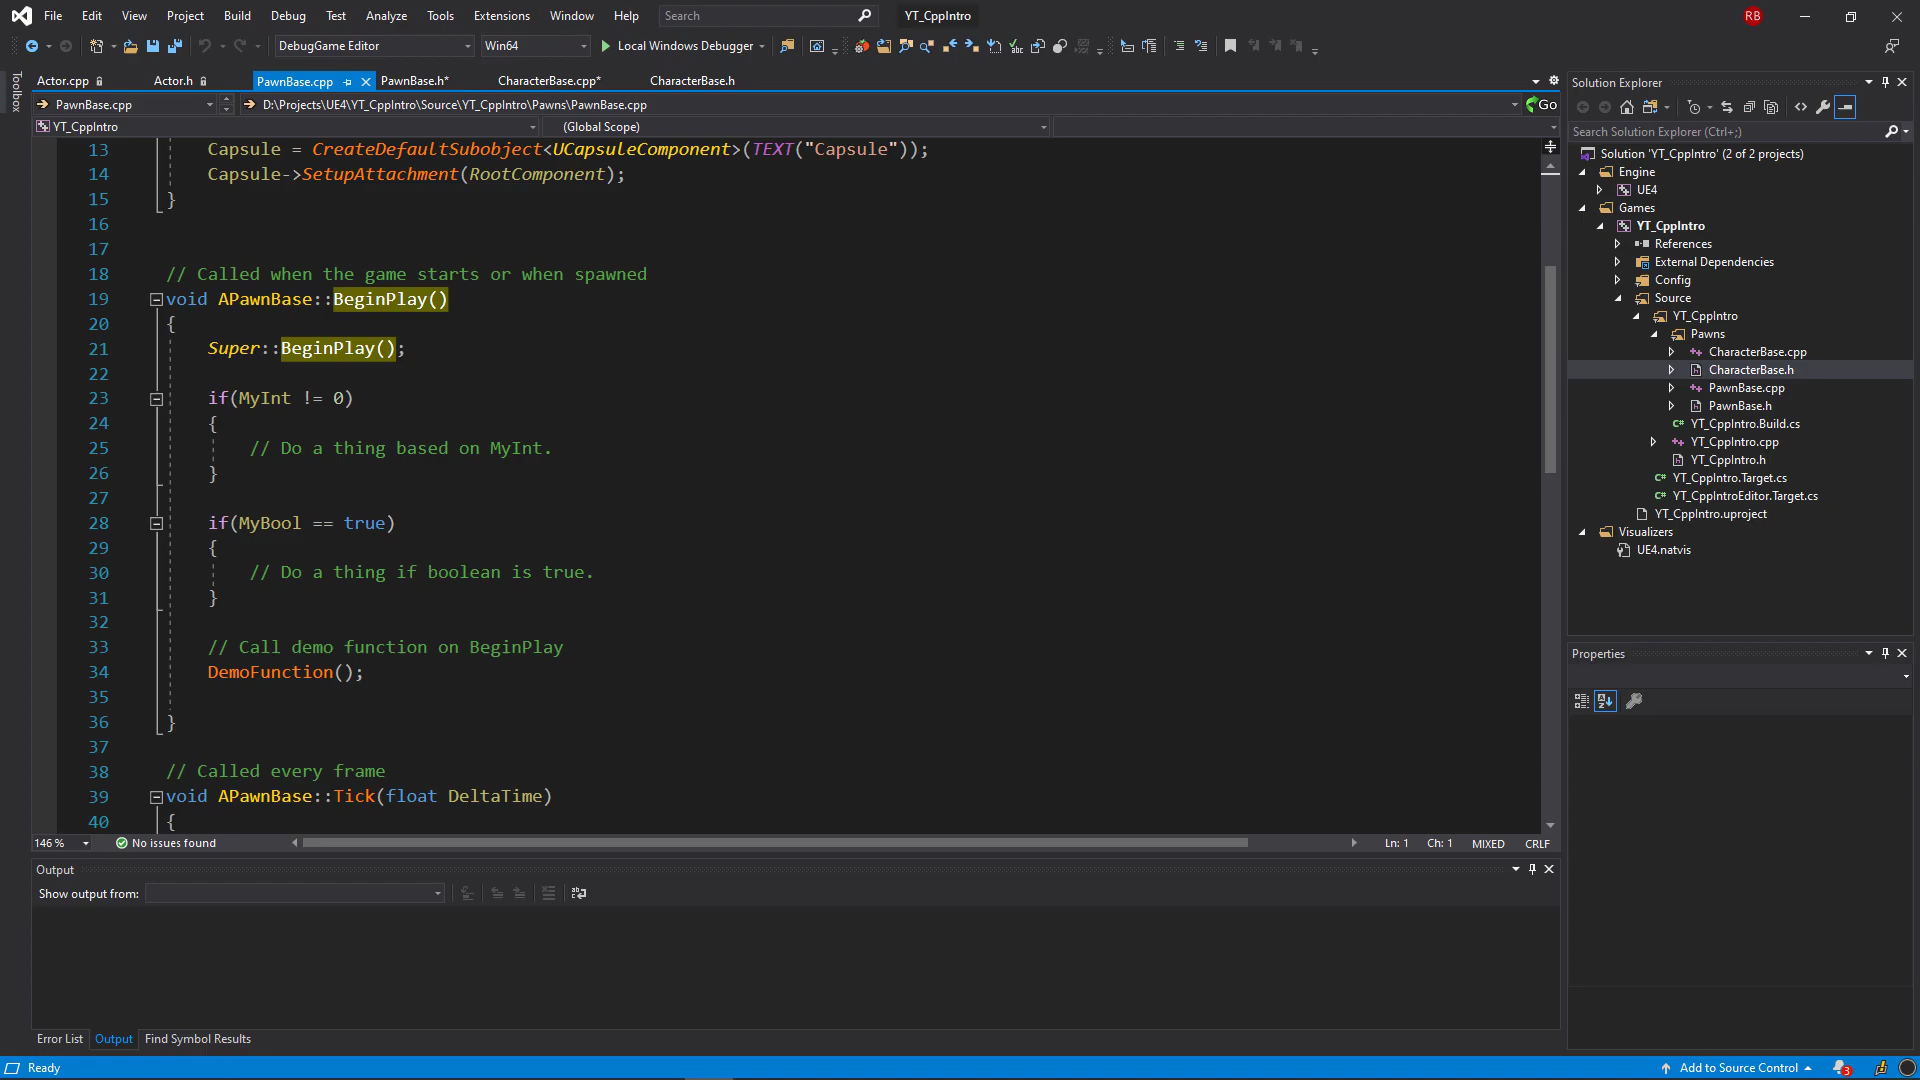 File Edit View Project Build Debug Test Analyze Tools Extensions Window Help Search YT_CppIntro RB
DebugGame Editor Win64 Local Windows Debugger
Toolbox
Actor.cpp Actor.h PawnBase.cpp PawnBase.h* CharacterBase.cpp* CharacterBase.h
PawnBase.cpp D:\Projects\UE4\YT_CppIntro\Source\YT_CppIntro\Pawns\PawnBase.cpp Go
YT_CppIntro (Global Scope)
13 Capsule = CreateDefaultSubobject<UCapsuleComponent>(TEXT("Capsule"));
14 Capsule->SetupAttachment(RootComponent);
15 }
16
17
18 // Called when the game starts or when spawned
19 void APawnBase::BeginPlay()
20 {
21 Super::BeginPlay();
22
23 if(MyInt != 0)
24 {
25 // Do a thing based on MyInt.
26 }
27
28 if(MyBool == true)
29 {
30 // Do a thing if boolean is true.
31 }
32
33 // Call demo function on BeginPlay
34 DemoFunction();
35
36 }
37
38 // Called every frame
39 void APawnBase::Tick(float DeltaTime)
40 {
146 % No issues found Ln: 1 Ch: 1 MIXED CRLF
Output
Show output from:
Error List Output Find Symbol Results
Solution Explorer
Search Solution Explorer (Ctrl+;)
Solution 'YT_CppIntro' (2 of 2 projects)
Engine
UE4
Games
YT_CppIntro
References
External Dependencies
Config
Source
YT_CppIntro
Pawns
CharacterBase.cpp
CharacterBase.h
PawnBase.cpp
PawnBase.h
YT_CppIntro.Build.cs
YT_CppIntro.cpp
YT_CppIntro.h
YT_CppIntro.Target.cs
YT_CppIntroEditor.Target.cs
YT_CppIntro.uproject
Visualizers
UE4.natvis
Properties
Ready Add to Source Control 3